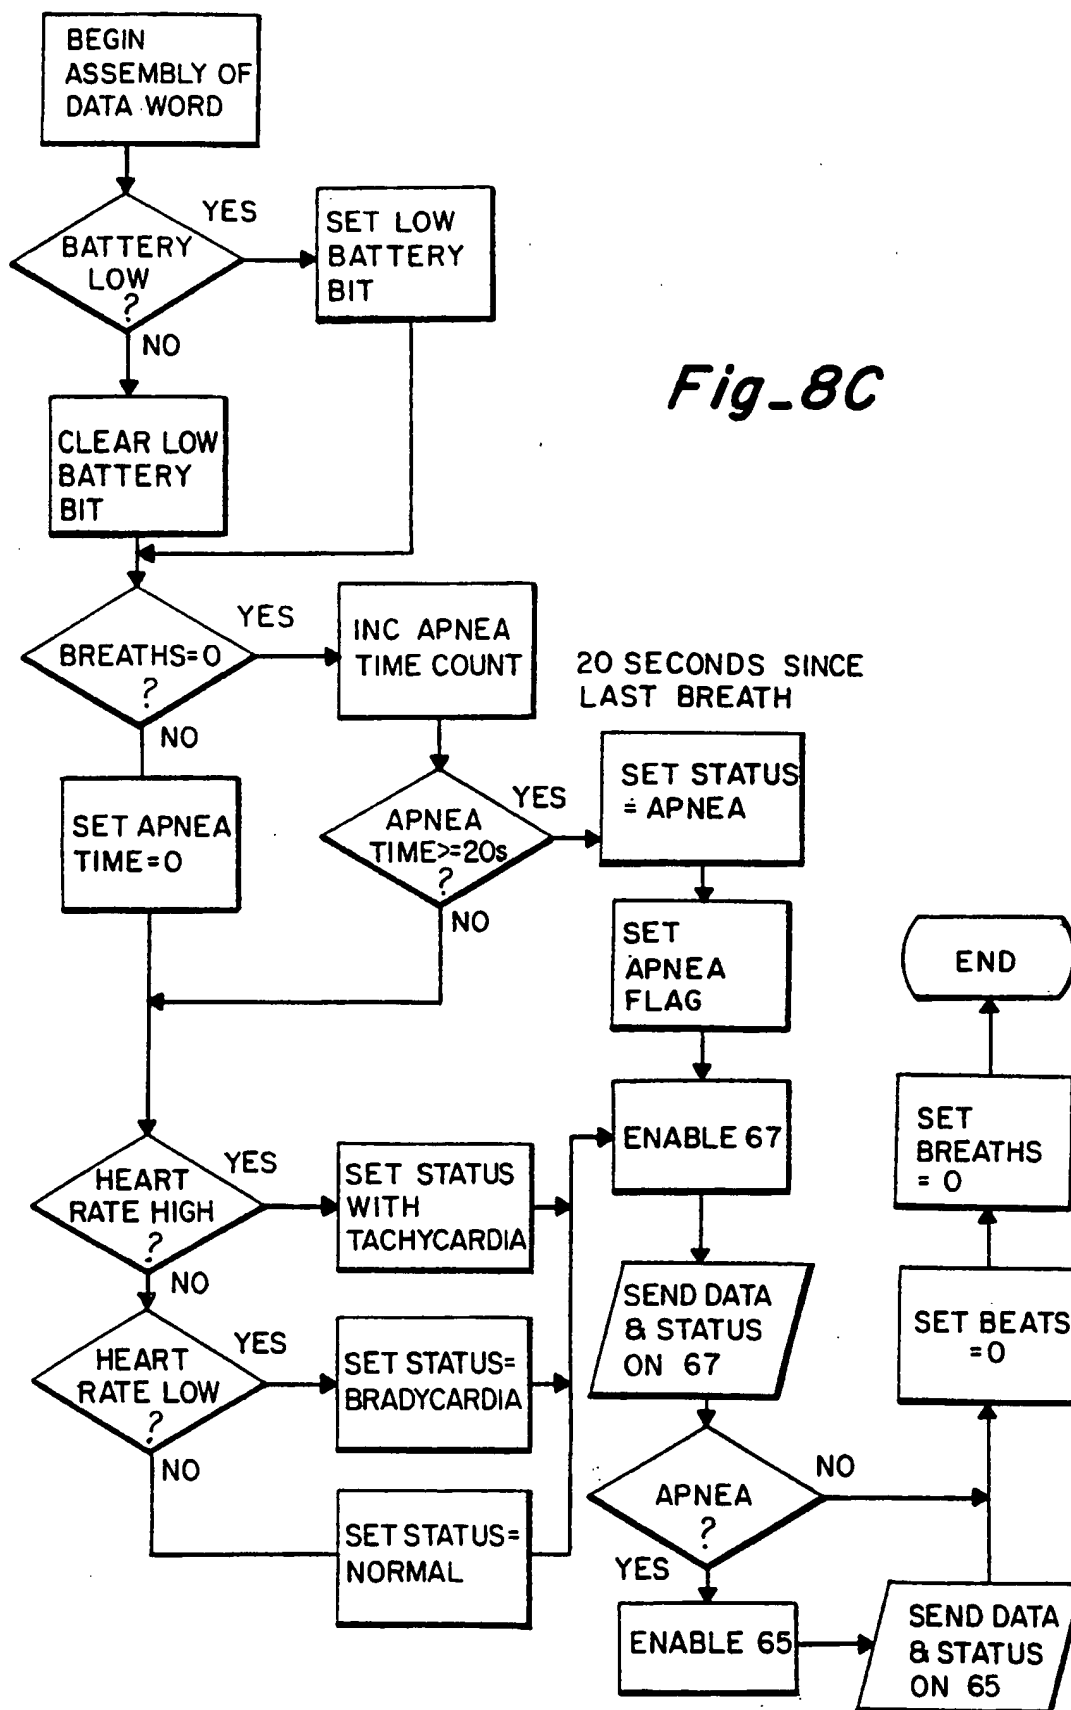 BEGIN
ASSEMBLY OF
DATA WORD
BATTERY
LOW
?
YES
NO
SET LOW
BATTERY
BIT
CLEAR LOW
BATTERY
BIT
Fig_8C
BREATHS=0
?
YES
NO
INC APNEA
TIME COUNT
SET APNEA
TIME=0
APNEA
TIME>=20s
?
YES
NO
20 SECONDS SINCE
LAST BREATH
SET STATUS
= APNEA
SET
APNEA
FLAG
ENABLE 67
HEART
RATE HIGH
?
YES
NO
SET STATUS
WITH
TACHYCARDIA
HEART
RATE LOW
?
YES
NO
SET STATUS=
BRADYCARDIA
SET STATUS=
NORMAL
SEND DATA
& STATUS
ON 67
APNEA
?
NO
YES
ENABLE 65
SEND DATA
& STATUS
ON 65
SET BEATS
=0
SET
BREATHS
= 0
END